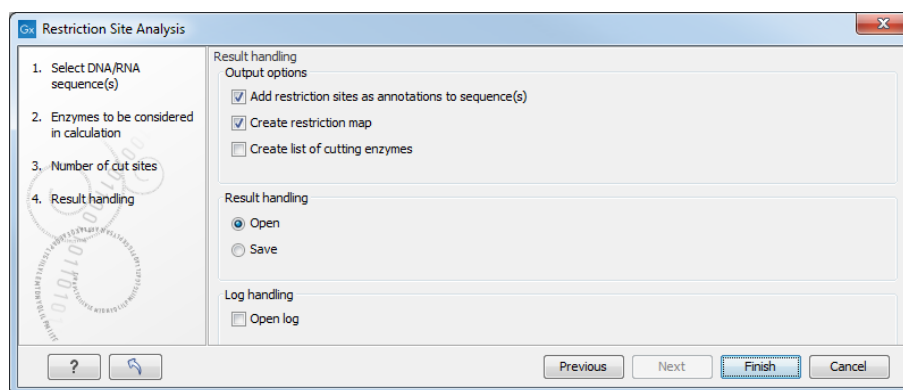 Gx Restriction Site Analysis
X
1. Select DNA/RNA
sequence(s)
2. Enzymes to be considered
in calculation
3. Number of cut sites
4. Result handling
Result handling
Output options
Add restriction sites as annotations to sequence(s)
Create restriction map
Create list of cutting enzymes
Result handling
Open
Save
Log handling
Open log
?
Previous
Next
Finish
Cancel